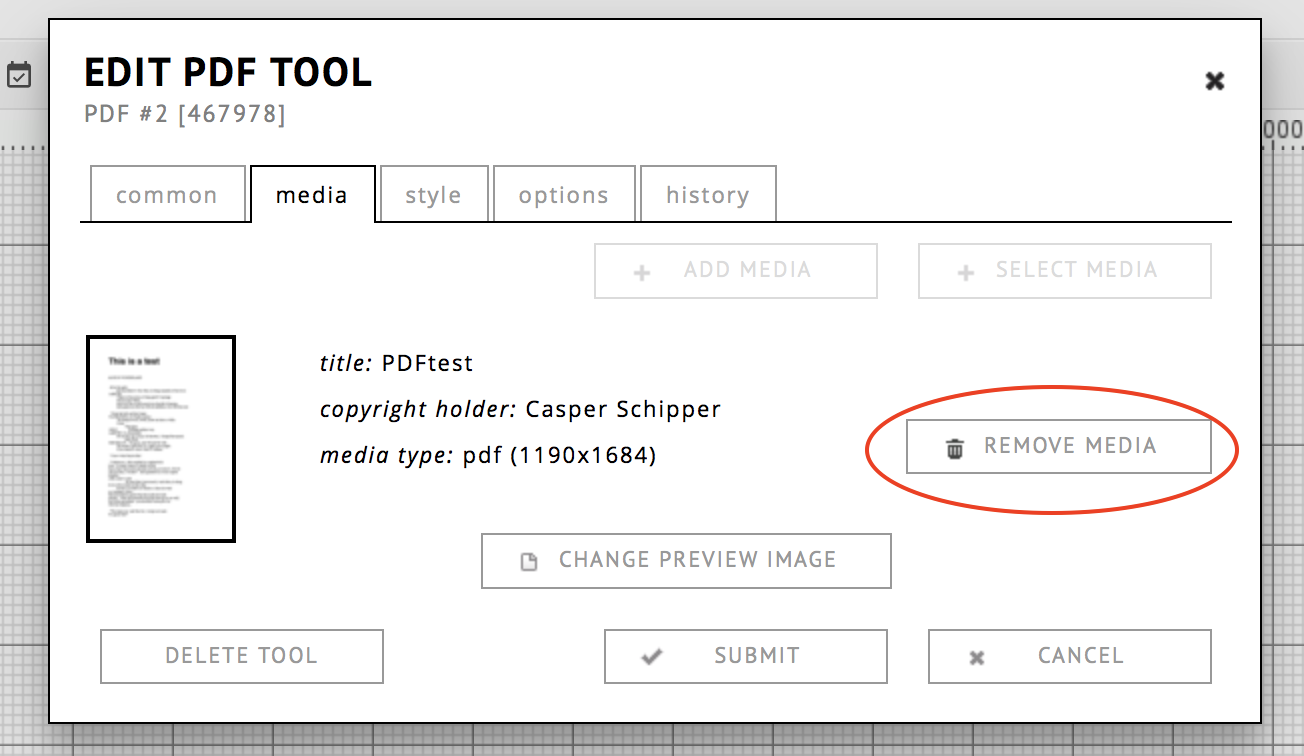 EDIT PDF TOOL
PDF #2 [467978]
000
common
media
style
options
history
ADD MEDIA
SELECT MEDIA
This is a test
title: PDFtest
copyright holder: Casper Schipper
media type: pdf (1190x1684)
REMOVE MEDIA
CHANGE PREVIEW IMAGE
DELETE TOOL
SUBMIT
CANCEL